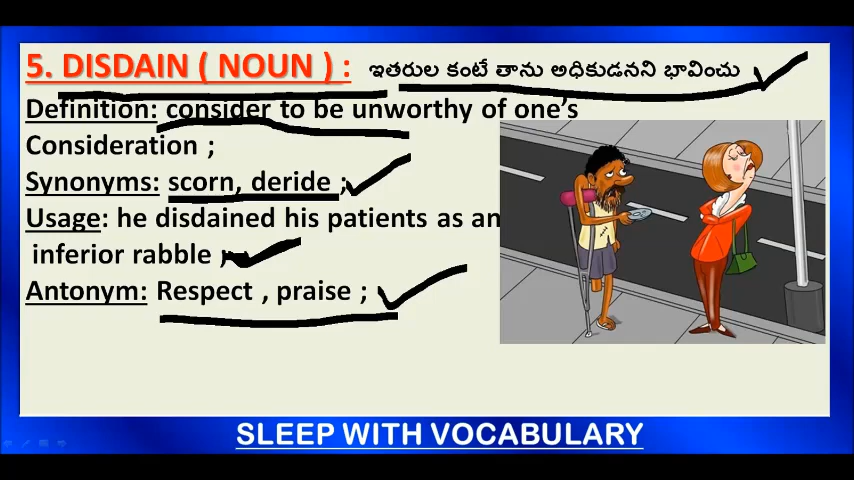 5. DISDAIN ( NOUN ) : ఇతరుల కంటే తాను అధికుడనని భావించు
Definition: consider to be unworthy of one's
Consideration ;
Synonyms: scorn, deride ;
Usage: he disdained his patients as an
inferior rabble ;
Antonym: Respect , praise ;
SLEEP WITH VOCABULARY